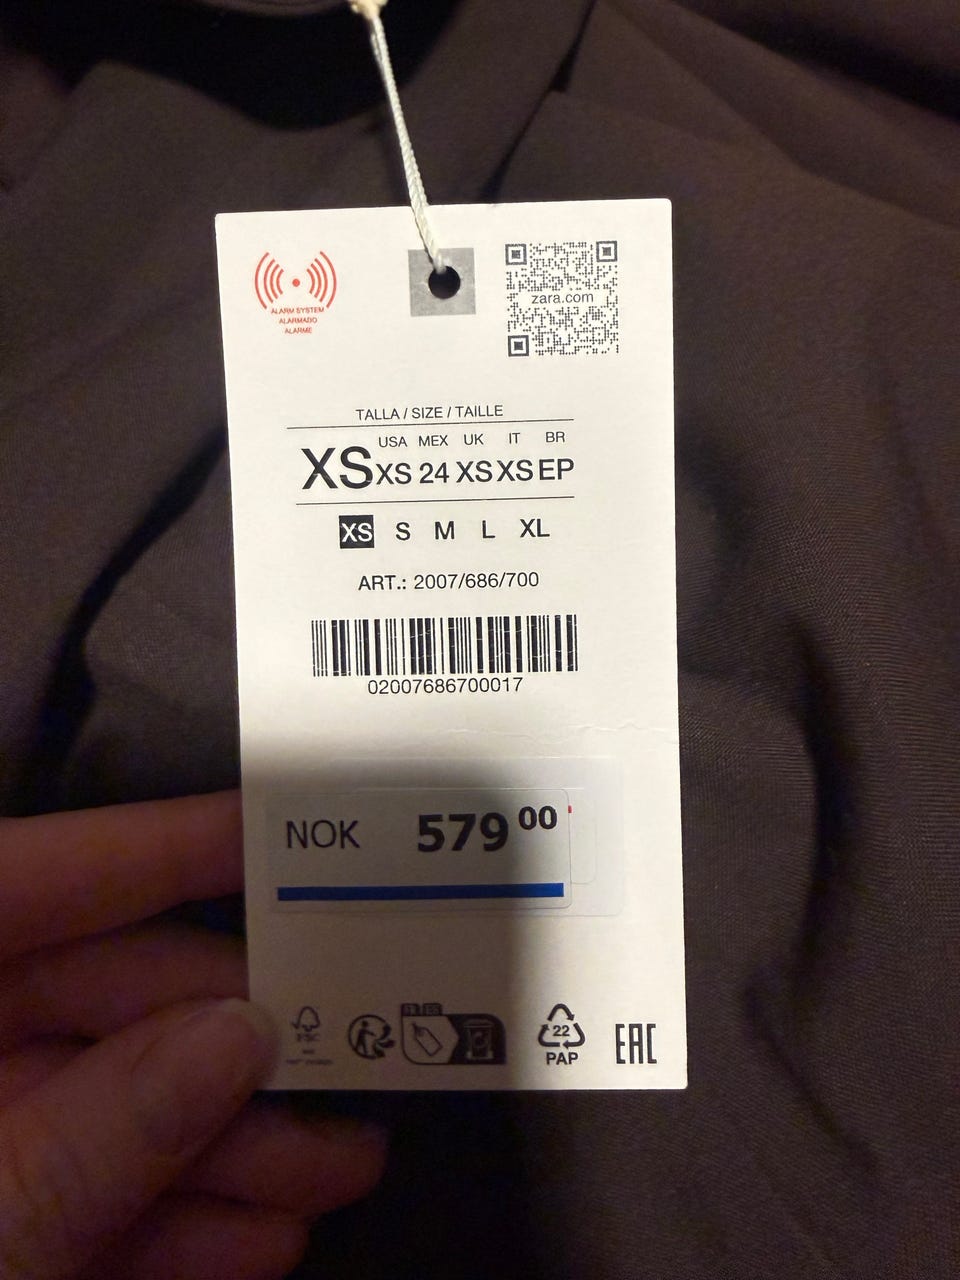 ALARM SYSTEM
ALARMADO
ALARME
zara.com
TALLA / SIZE / TAILLE
USA MEX UK IT BR
XS XS 24 XS XS EP
XS S M L XL
ART.: 2007/686/700
02007686700017
NOK 579 00
FSC
22
PAP
EAC